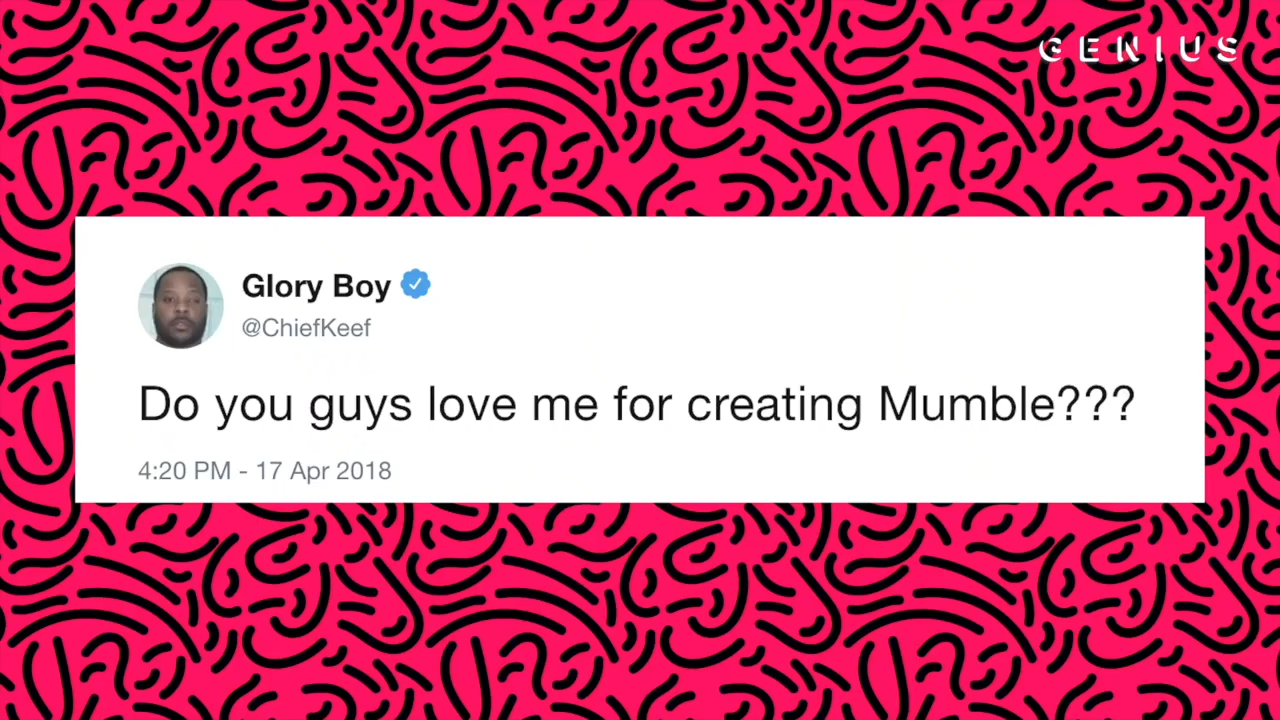 GENIUS
Glory Boy
@ChiefKeef
Do you guys love me for creating Mumble???
4:20 PM - 17 Apr 2018